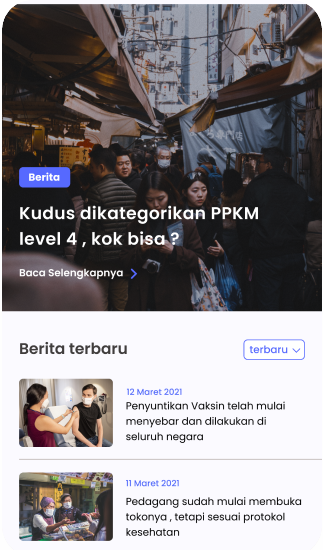 Berita
Kudus dikategorikan PPKM
level 4 , kok bisa ?
Baca Selengkapnya
Berita terbaru
terbaru
12 Maret 2021
Penyuntikan Vaksin telah mulai
menyebar dan dilakukan di
seluruh negara
11 Maret 2021
Pedagang sudah mulai membuka
tokonya , tetapi sesuai protokol
kesehatan